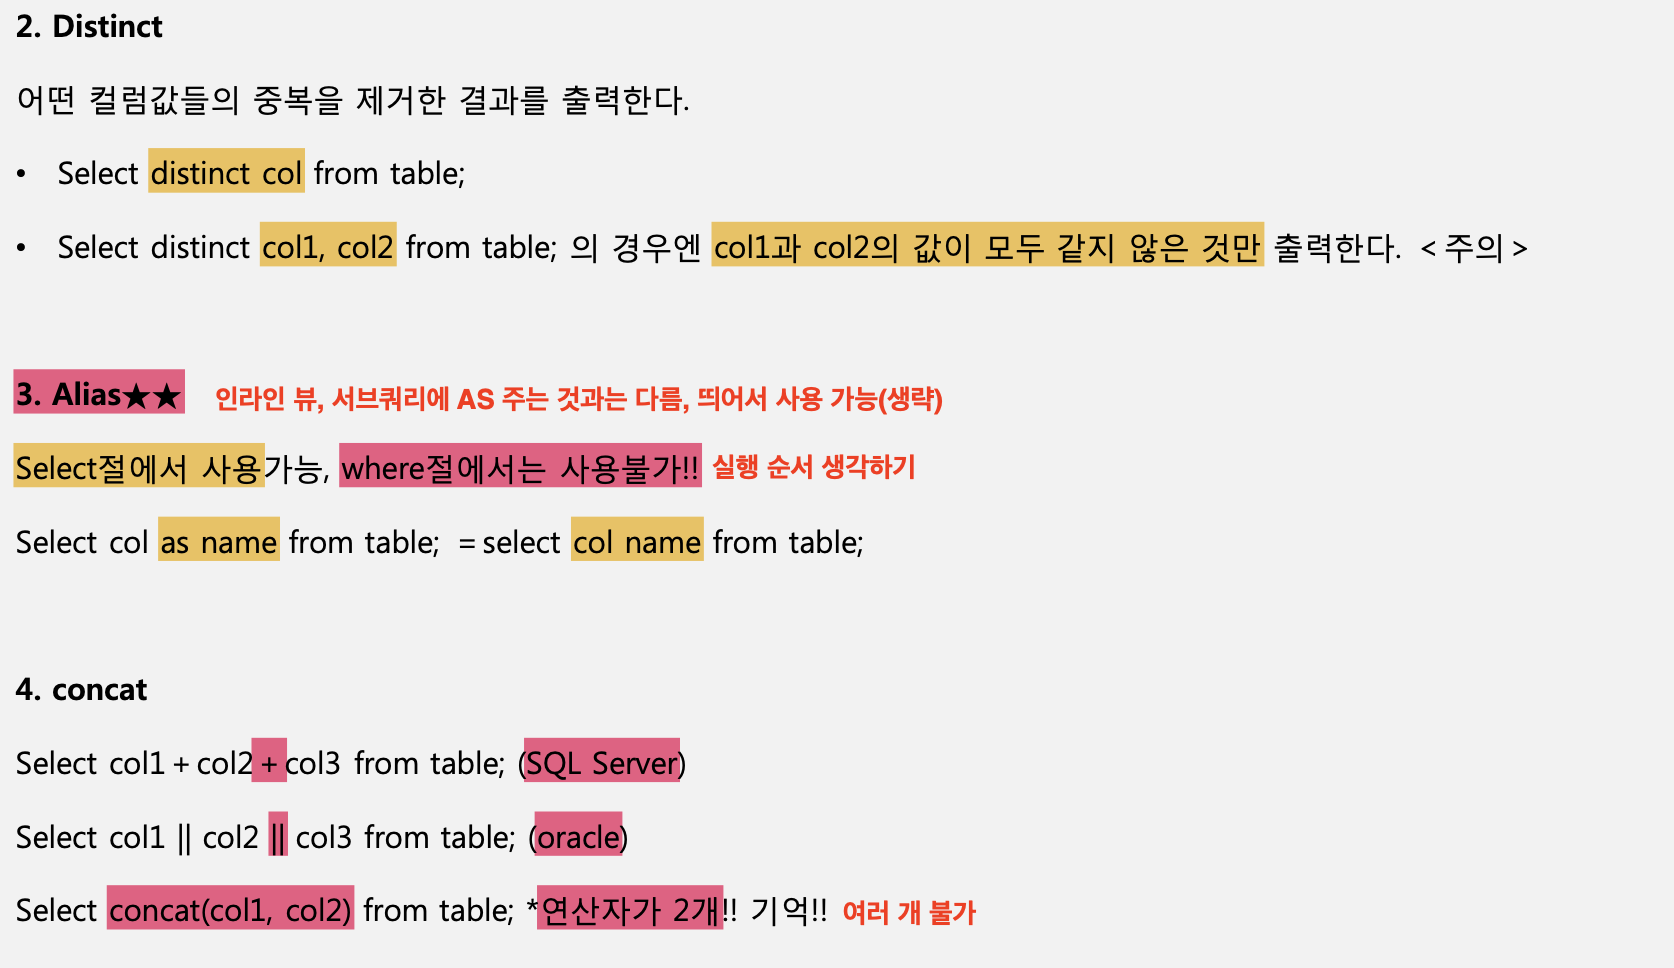 2. Distinct
어떤 컬럼값들의 중복을 제거한 결과를 출력한다.
• Select distinct col from table;
• Select distinct col1, col2 from table; 의 경우엔 col1과 col2의 값이 모두 같지 않은 것만 출력한다. <주의>
3. Alias★★ 인라인 뷰, 서브쿼리에 AS 주는 것과는 다름, 띄어서 사용 가능(생략)
Select절에서 사용가능, where절에서는 사용불가!! 실행 순서 생각하기
Select col as name from table; =select col name from table;
4. concat
Select col1+col2+col3 from table; (SQL Server)
Select col1 || col2 || col3 from table; (oracle)
Select concat(col1, col2) from table; *연산자가 2개!! 기억!! 여러 개 불가